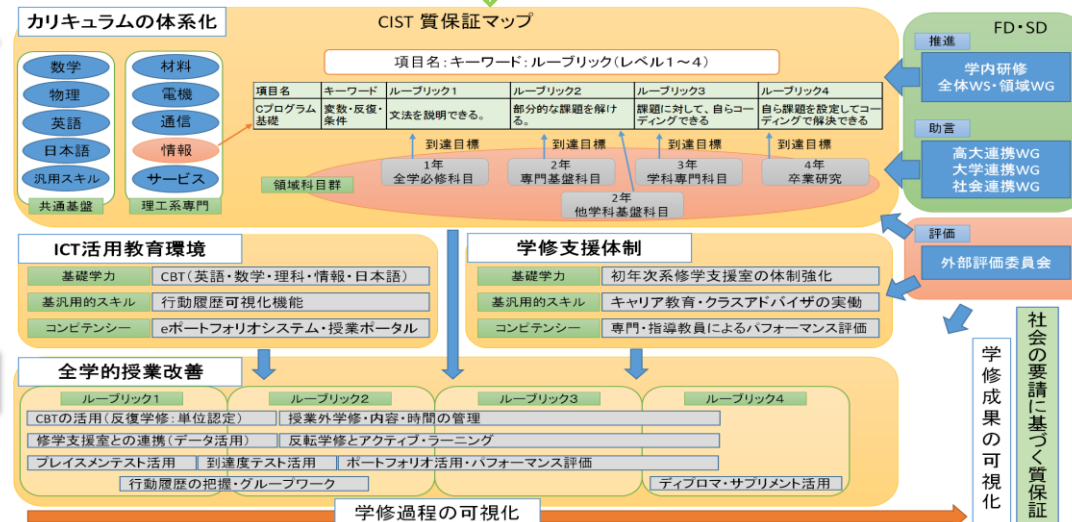 カリキュラムの体系化
CIST 質保証マップ
FD・SD
数学
物理
英語
日本語
汎用スキル
共通基盤
材料
電機
通信
情報
サービス
理工系専門
項目名:キーワード:ルーブリック(レベル1~4)
項目名 キーワード ルーブリック1 ルーブリック2 ルーブリック3 ルーブリック4
Cプログラム基礎 変数・反復・条件 文法を説明できる。 部分的な課題を解ける。 課題に対して、自らコーディングできる 自ら課題を設定してコーディングで解決できる
到達目標 到達目標 到達目標 到達目標
領域科目群
1年
全学必修科目
2年
専門基盤科目
3年
学科専門科目
4年
卒業研究
2年
他学科基盤科目
推進
学内研修
全体WS・領域WG
助言
高大連携WG
大学連携WG
社会連携WG
評価
外部評価委員会
ICT活用教育環境
基礎学力 CBT(英語・数学・理科・情報・日本語)
基汎用的スキル 行動履歴可視化機能
コンピテンシー eポートフォリオシステム・授業ポータル
学修支援体制
基礎学力 初年次系修学支援室の体制強化
基汎用的スキル キャリア教育・クラスアドバイザの実働
コンピテンシー 専門・指導教員によるパフォーマンス評価
全学的授業改善
ルーブリック1 ルーブリック2 ルーブリック3 ルーブリック4
CBTの活用(反復学修:単位認定) 授業外学修・内容・時間の管理
修学支援室との連携(データ活用) 反転学修とアクティブ・ラーニング
プレイスメンテスト活用 到達度テスト活用 ポートフォリオ活用・パフォーマンス評価
行動履歴の把握・グループワーク ディプロマ・サプリメント活用
学修過程の可視化
学修成果の可視化
社会の要請に基づく質保証